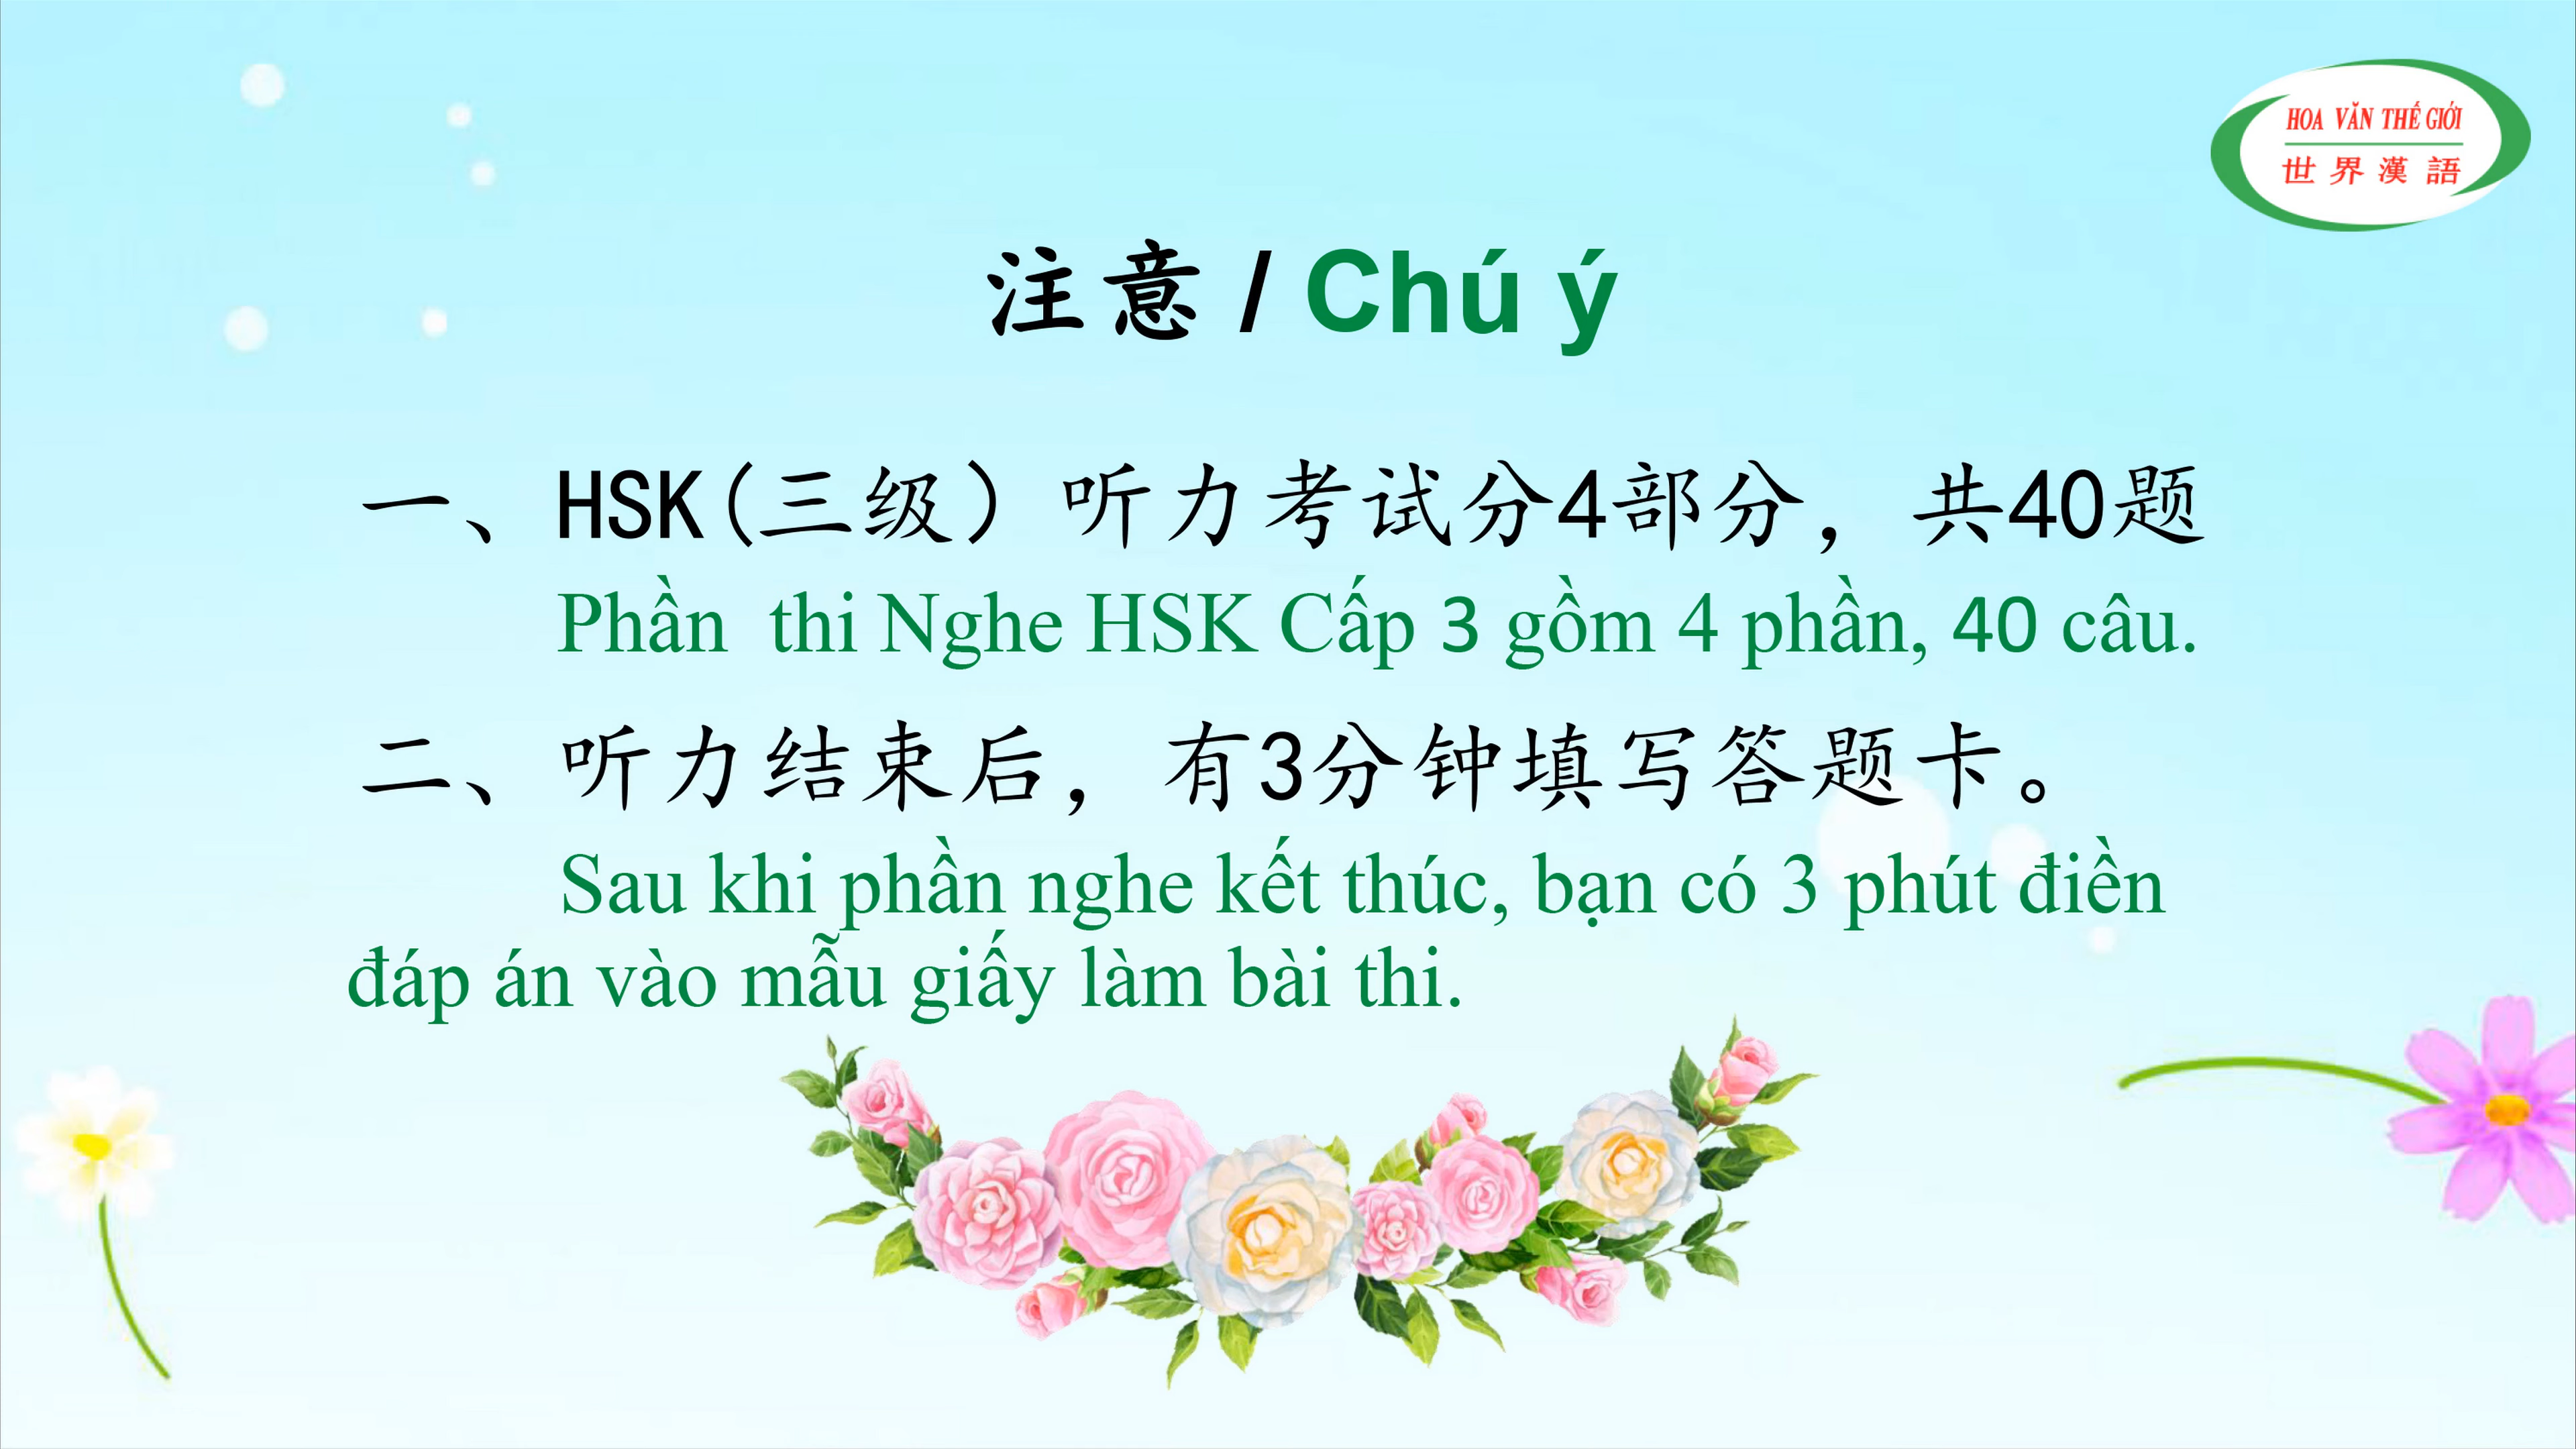 HOA VĂN THẾ GIỚI
世界漢語
注意 / Chú ý
一、HSK(三级）听力考试分4部分，共40题
Phần thi Nghe HSK Cấp 3 gồm 4 phần, 40 câu.
二、听力结束后，有3分钟填写答题卡。
Sau khi phần nghe kết thúc, bạn có 3 phút điền
đáp án vào mẫu giấy làm bài thi.